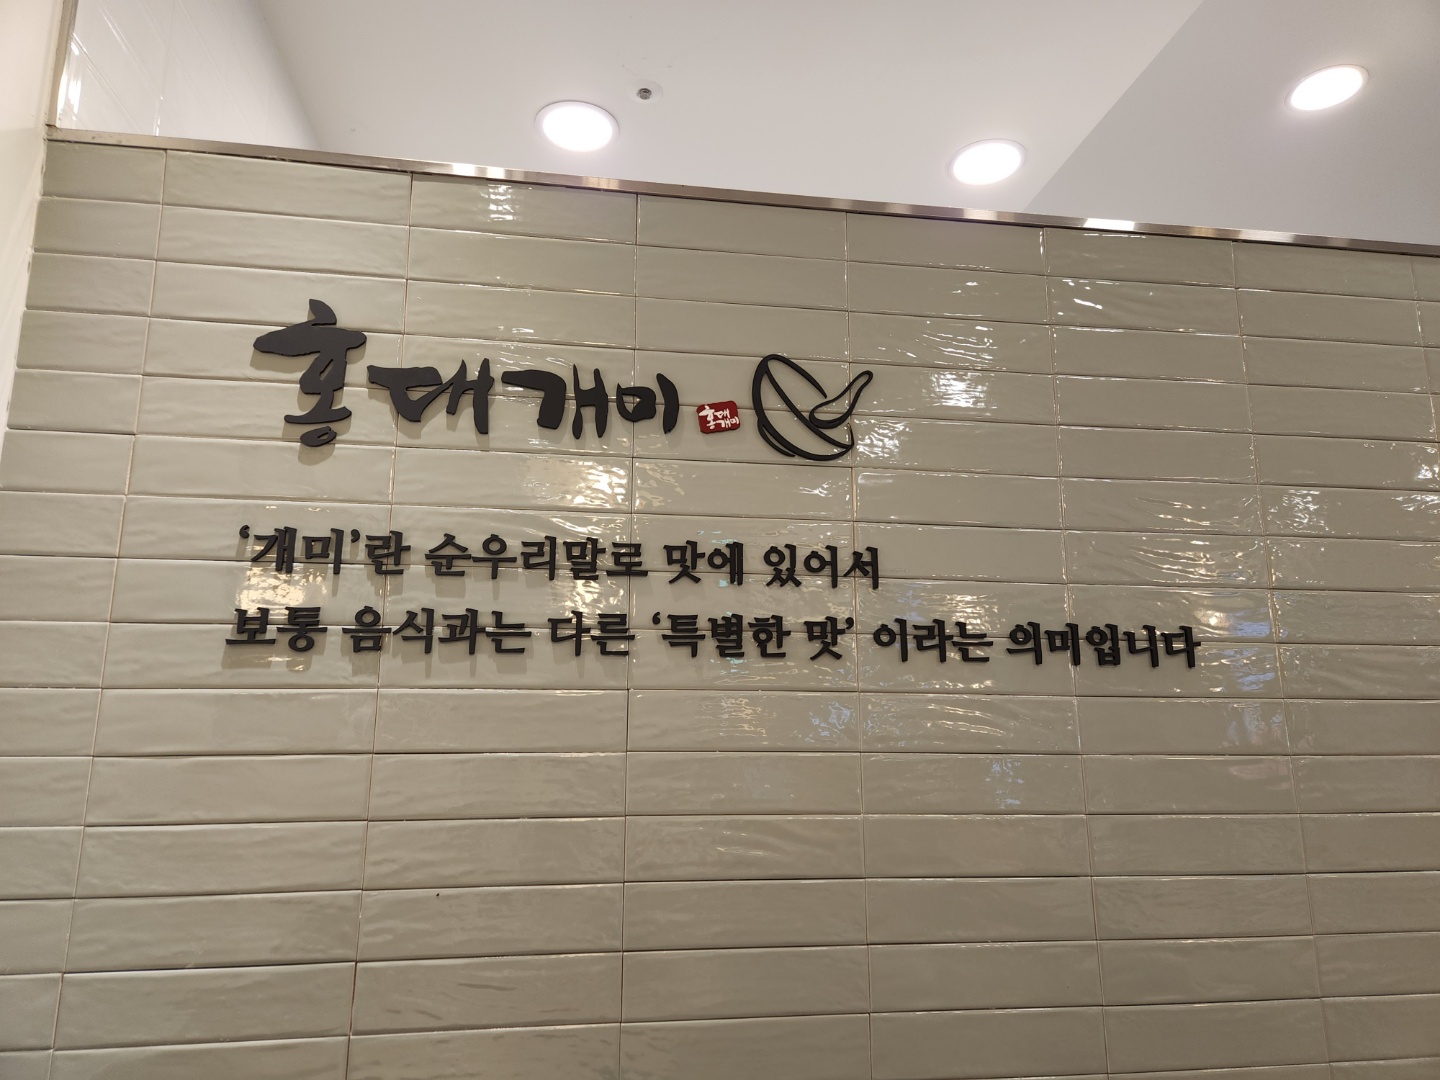 홍대개미
홍대
개미
‘개미’란 순우리말로 맛에 있어서
보통 음식과는 다른 ‘특별한 맛’ 이라는 의미입니다